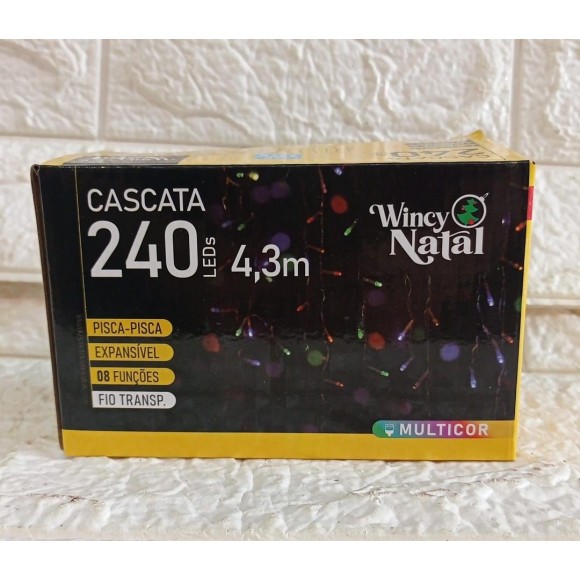 CASCATA
240 LEDs 4,3m
Wincy
Natal
PISCA-PISCA
EXPANSÍVEL
08 FUNÇÕES
FIO TRANSP.
MULTICOR